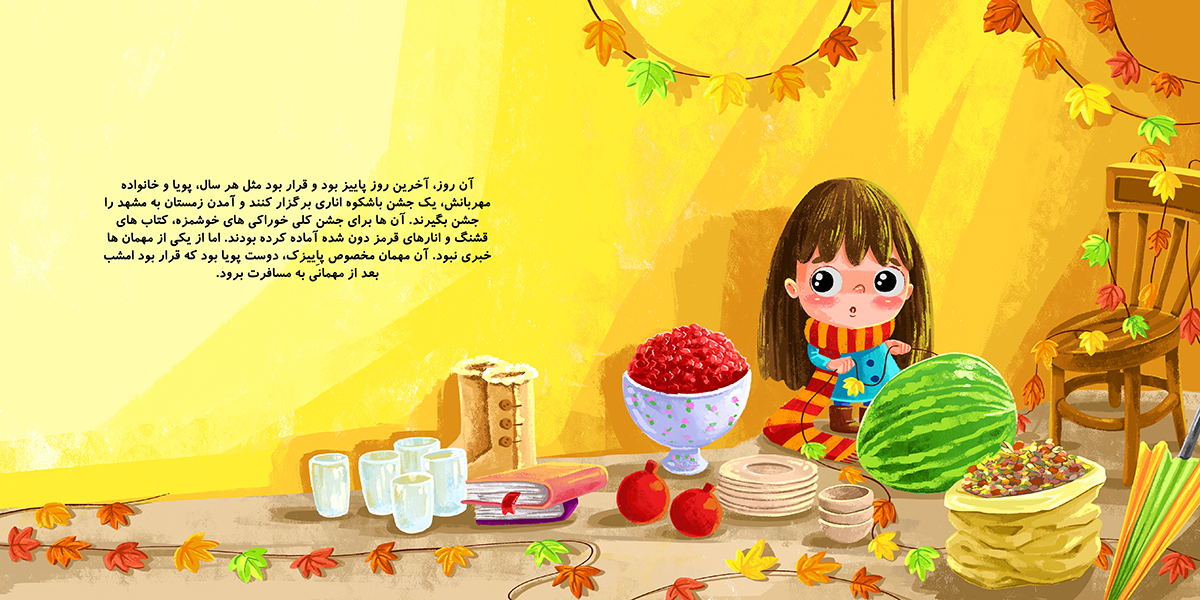 آن روز، آخرین روز پاییز بود و قرار بود مثل هر سال، پویا و خانواده
مهربانش، یک جشن باشکوه اناری برگزار کنند و آمدن زمستان به مشهد را
جشن بگیرند. آن ها برای جشن کلی خوراکی های خوشمزه، کتاب های
قشنگ و انارهای قرمز دون شده آماده کرده بودند. اما از یکی از مهمان ها
خبری نبود. آن مهمان مخصوص پاییزک، دوست پویا بود که قرار بود امشب
بعد از مهمانی به مسافرت برود.